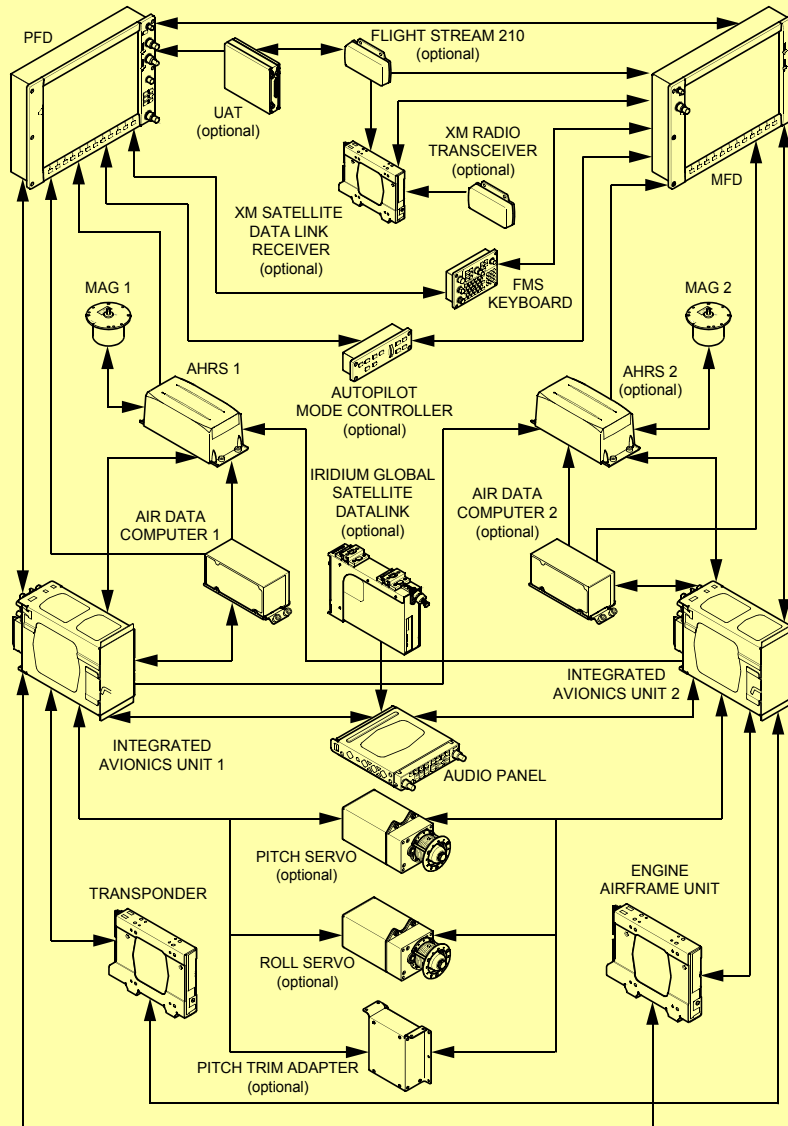 PFD
FLIGHT STREAM 210
(optional)
UAT
(optional)
XM RADIO
TRANSCEIVER
(optional)
MFD
XM SATELLITE
DATA LINK
RECEIVER
(optional)
FMS
KEYBOARD
MAG 1
MAG 2
AHRS 1
AHRS 2
(optional)
AUTOPILOT
MODE CONTROLLER
(optional)
IRIDIUM GLOBAL
SATELLITE
DATALINK
(optional)
AIR DATA
COMPUTER 1
AIR DATA
COMPUTER 2
(optional)
INTEGRATED
AVIONICS UNIT 2
INTEGRATED
AVIONICS UNIT 1
AUDIO PANEL
PITCH SERVO
(optional)
TRANSPONDER
ENGINE
AIRFRAME UNIT
ROLL SERVO
(optional)
PITCH TRIM ADAPTER
(optional)